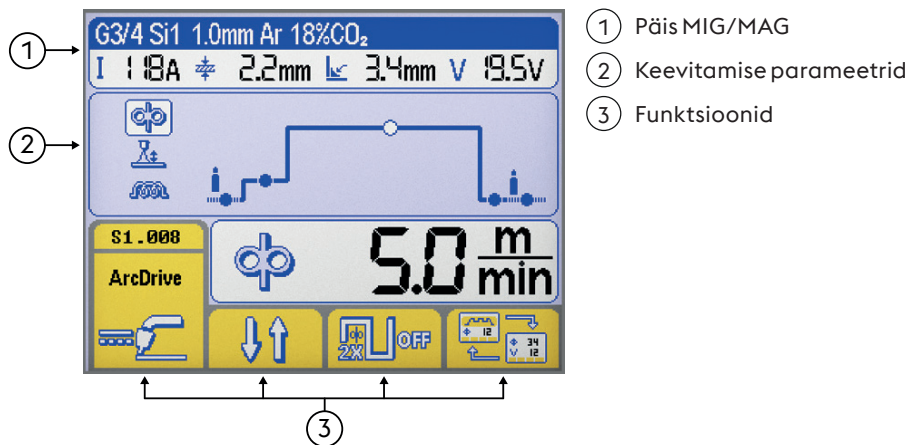 G3/4 Si1 1.0mm Ar 18%CO₂
I 118A 2.2mm 3.4mm V 19.5V
S1.008
ArcDrive
5.0 m/min
2X OFF
12
34
V 12
1
2
3
1 Päis MIG/MAG
2 Keevitamise parameetrid
3 Funktsioonid